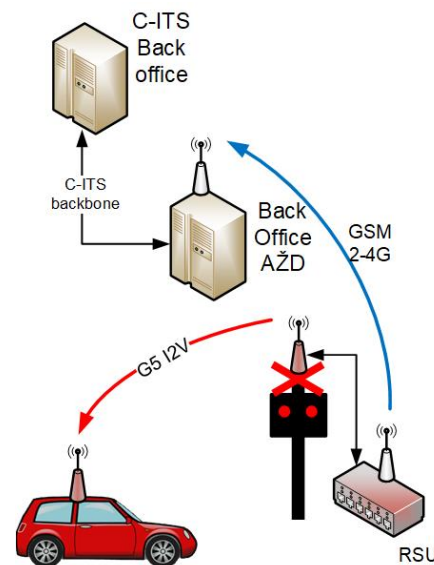 C-ITS
Back
office
C-ITS
backbone
Back
Office
AŽD
GSM
2-4G
G5 I2V
RSU